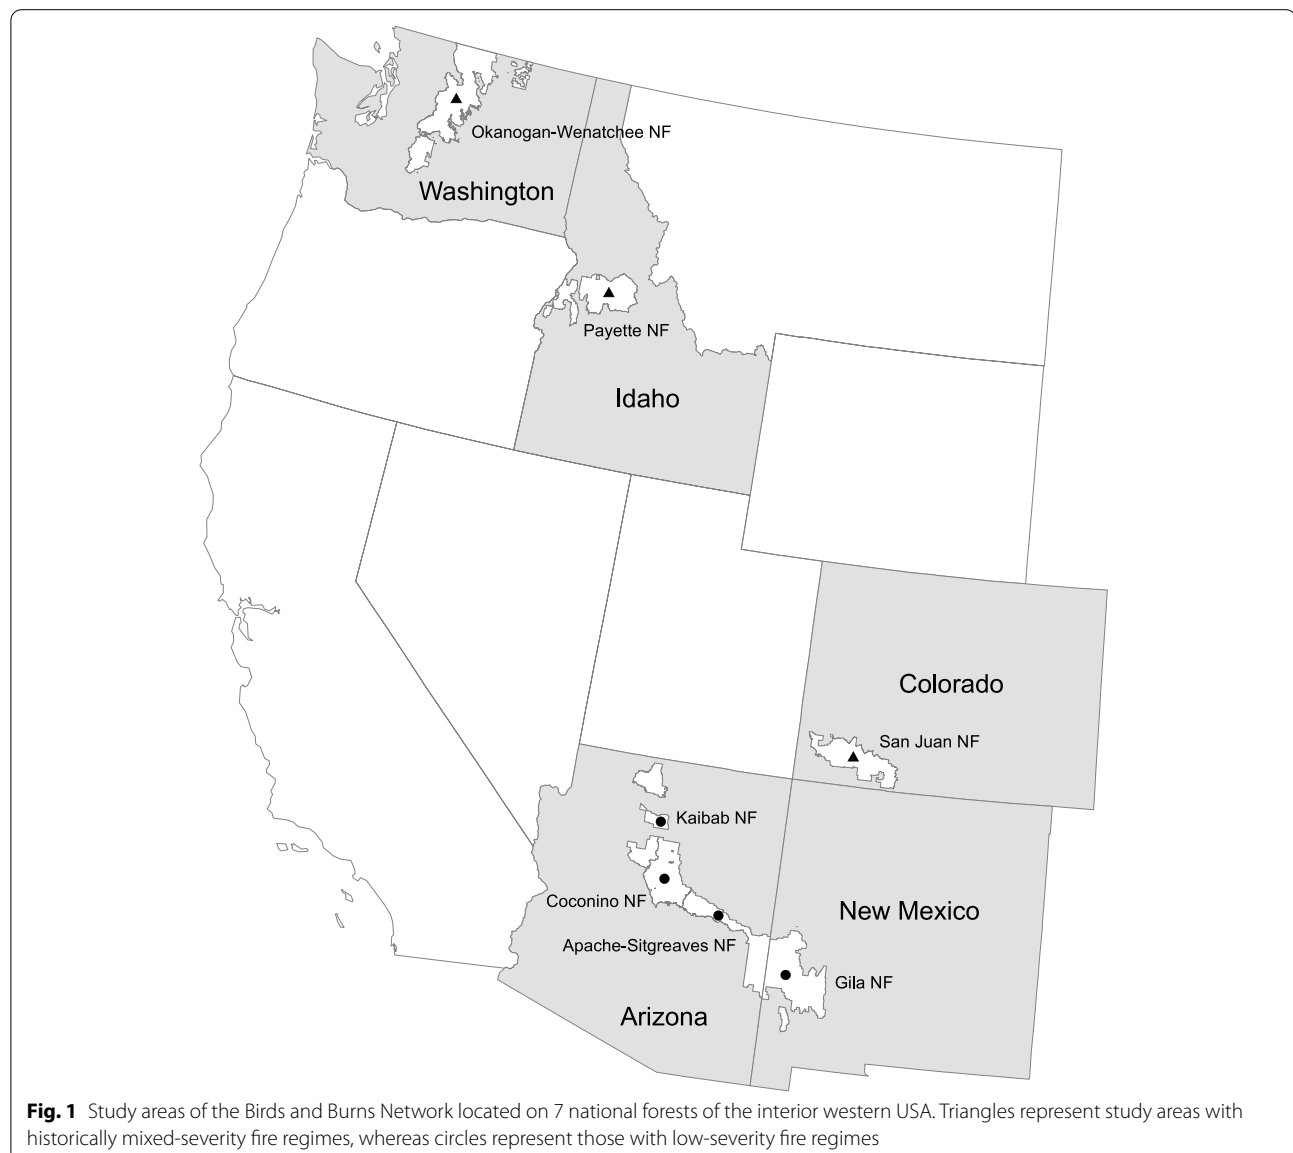 Okanogan-Wenatchee NF
Washington
Payette NF
Idaho
Colorado
San Juan NF
Kaibab NF
Coconino NF
New Mexico
Apache-Sitgreaves NF
Gila NF
Arizona
Fig. 1 Study areas of the Birds and Burns Network located on 7 national forests of the interior western USA. Triangles represent study areas with
historically mixed-severity fire regimes, whereas circles represent those with low-severity fire regimes